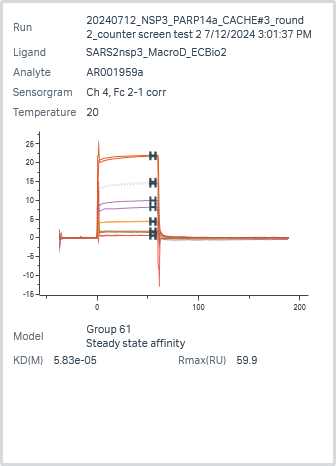 Run 20240712_NSP3_PARP14a_CACHE#3_round
2_counter screen test 2 7/12/2024 3:01:37 PM
Ligand SARS2nsp3_MacroD_ECBio2
Analyte AR001959a
Sensorgram Ch 4, Fc 2-1 corr
Temperature 20
25
20
15
10
5
0
-5
-10
-15
0 100 200
Model Group 61
Steady state affinity
KD(M) 5.83e-05 Rmax(RU) 59.9